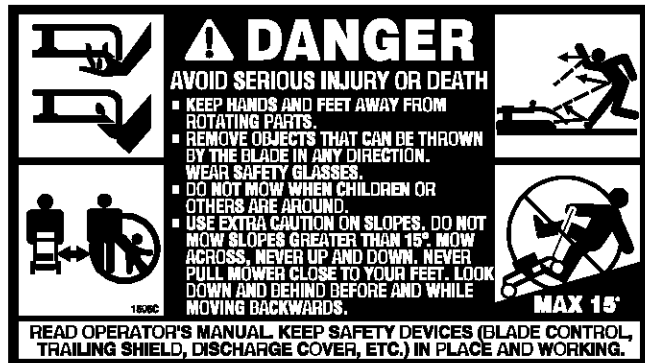 DANGER
AVOID SERIOUS INJURY OR DEATH
▪ KEEP HANDS AND FEET AWAY FROM
ROTATING PARTS.
▪ REMOVE OBJECTS THAT CAN BE THROWN
BY THE BLADE IN ANY DIRECTION.
WEAR SAFETY GLASSES.
▪ DO NOT MOW WHEN CHILDREN OR
OTHERS ARE AROUND.
▪ USE EXTRA CAUTION ON SLOPES. DO NOT
MOW SLOPES GREATER THAN 15°. MOW
ACROSS, NEVER UP AND DOWN. NEVER
PULL MOWER CLOSE TO YOUR FEET. LOOK
DOWN AND BEHIND BEFORE AND WHILE
MOVING BACKWARDS.
MAX 15°
READ OPERATOR'S MANUAL. KEEP SAFETY DEVICES (BLADE CONTROL,
TRAILING SHIELD, DISCHARGE COVER, ETC.) IN PLACE AND WORKING.